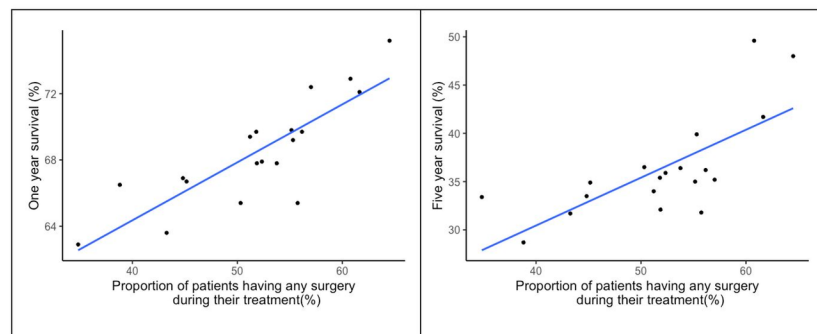 One year survival (%)
72
68
64
40
50
60
Proportion of patients having any surgery
during their treatment(%)
Five year survival (%)
50
45
40
35
30
40
50
60
Proportion of patients having any surgery
during their treatment(%)